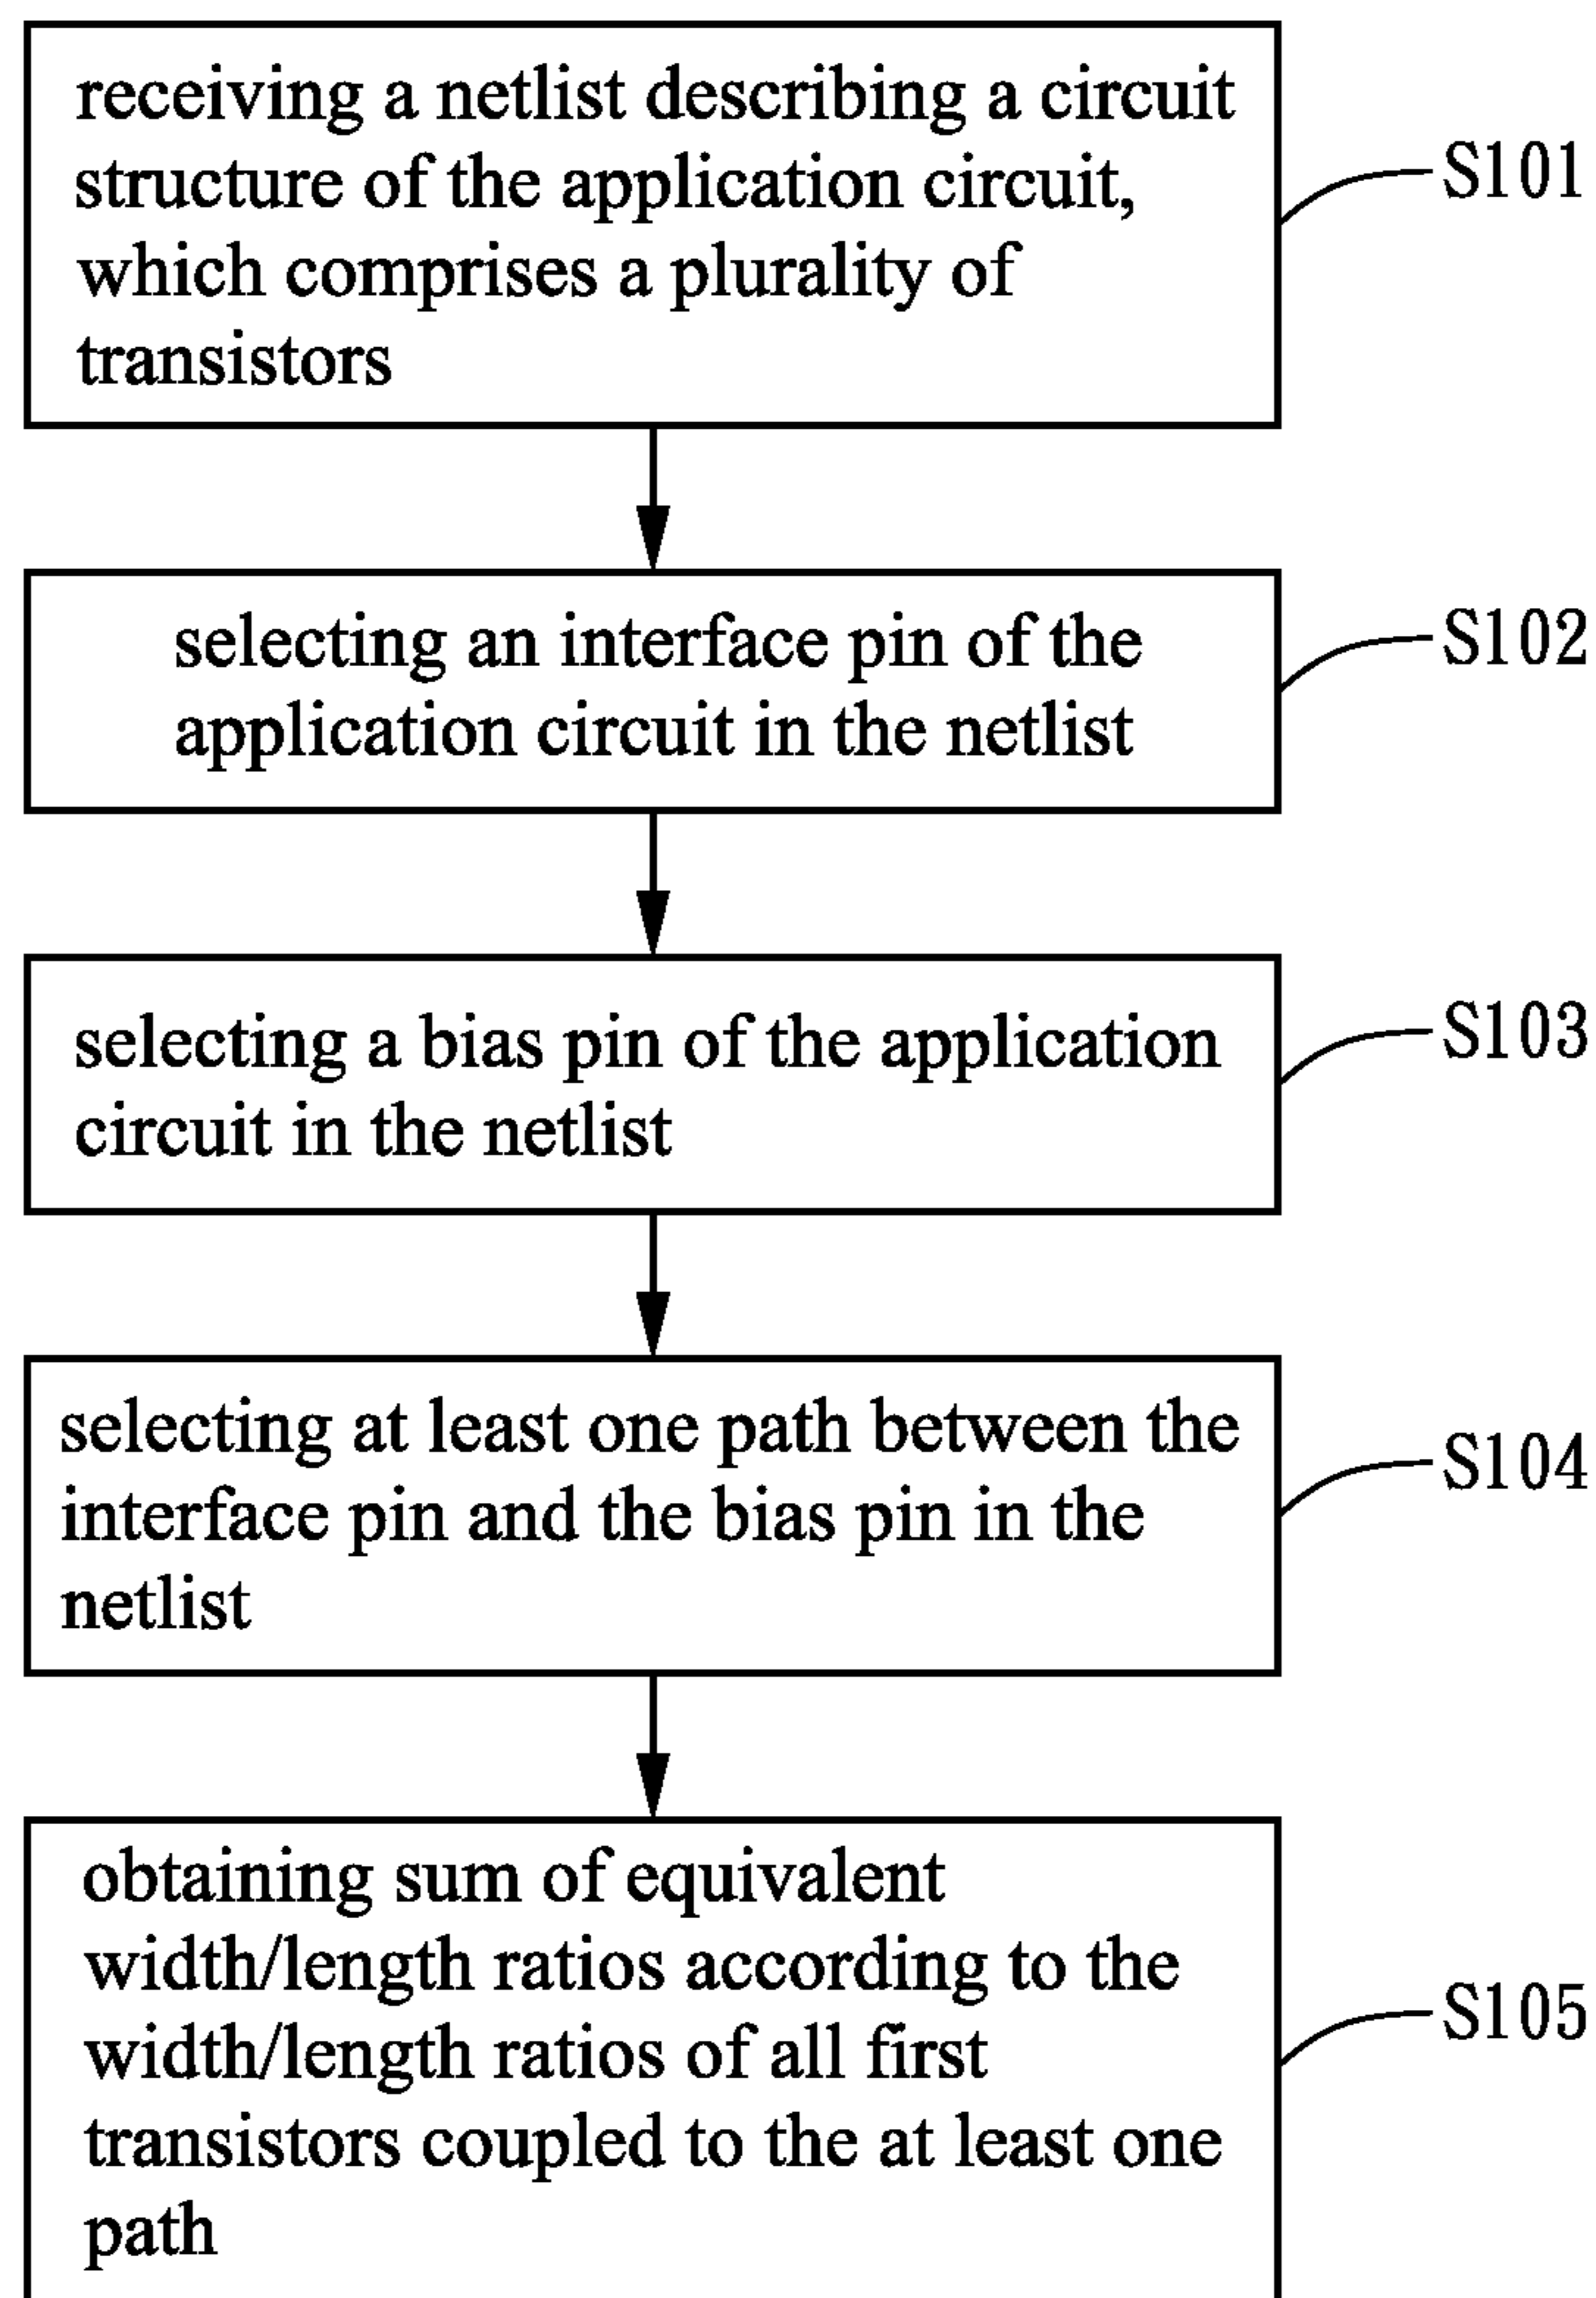 receiving a netlist describing a circuit
structure of the application circuit,
which comprises a plurality of
transistors
S101
selecting an interface pin of the
application circuit in the netlist
S102
selecting a bias pin of the application
circuit in the netlist
S103
selecting at least one path between the
interface pin and the bias pin in the
netlist
S104
obtaining sum of equivalent
width/length ratios according to the
width/length ratios of all first
transistors coupled to the at least one
path
S105